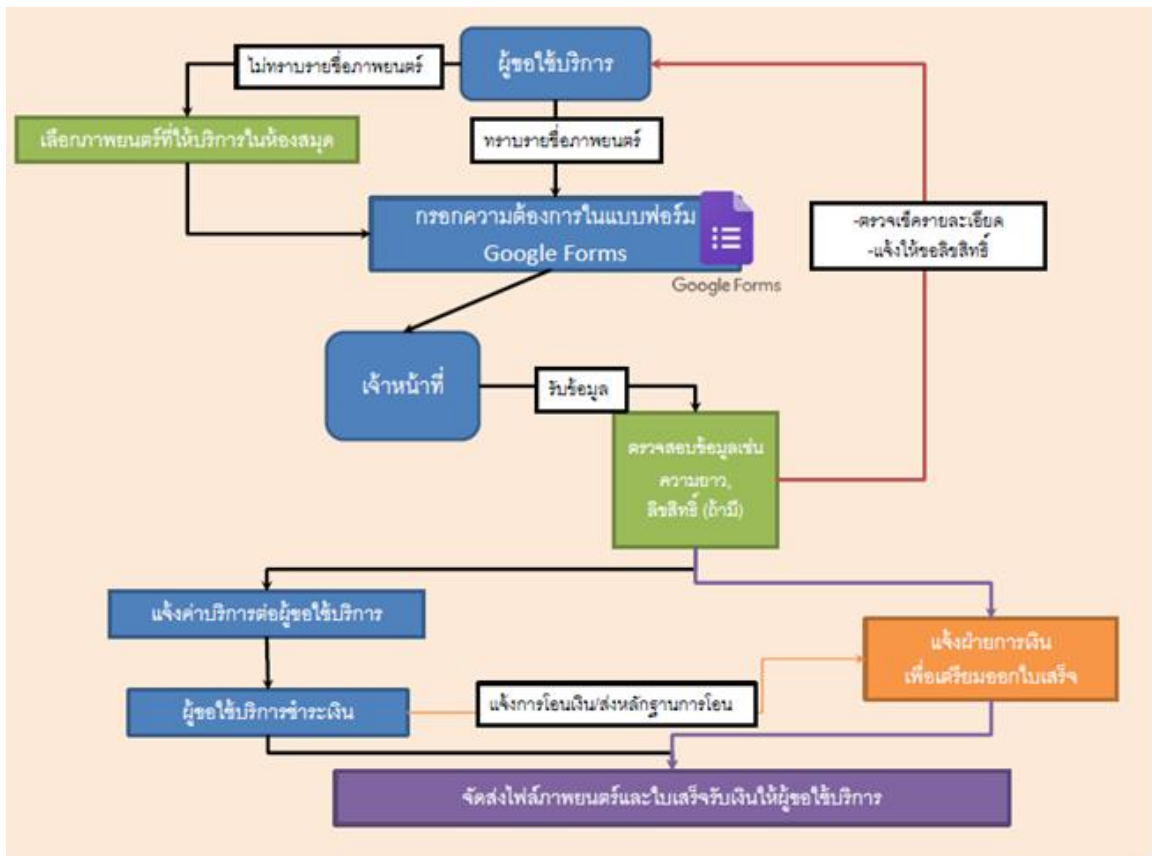 ผู้ขอใช้บริการ
ไม่ทราบรายชื่อภาพยนตร์
ทราบรายชื่อภาพยนตร์
เลือกภาพยนตร์ที่ให้บริการในห้องสมุด
กรอกความต้องการในแบบฟอร์ม
Google Forms
Google Forms
-ตรวจเช็ครายละเอียด
-แจ้งให้ขอลิขสิทธิ์
เจ้าหน้าที่
รับข้อมูล
ตรวจสอบข้อมูลเช่น
ความยาว,
ลิขสิทธิ์ (ถ้ามี)
แจ้งค่าบริการต่อผู้ขอใช้บริการ
แจ้งฝ่ายการเงิน
เพื่อเตรียมออกใบเสร็จ
ผู้ขอใช้บริการชำระเงิน
แจ้งการโอนเงิน/ส่งหลักฐานการโอน
จัดส่งไฟล์ภาพยนตร์และใบเสร็จรับเงินให้ผู้ขอใช้บริการ